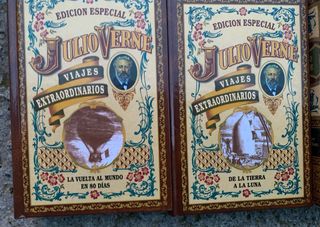 EDICION ESPECIAL
JULIO VERNE
VIAJES
EXTRAORDINARIOS
LA VUELTA AL MUNDO
EN 80 DÍAS
EDICION ESPECIAL
JULIO VERNE
VIAJES
EXTRAORDINARIOS
DE LA TIERRA
A LA LUNA